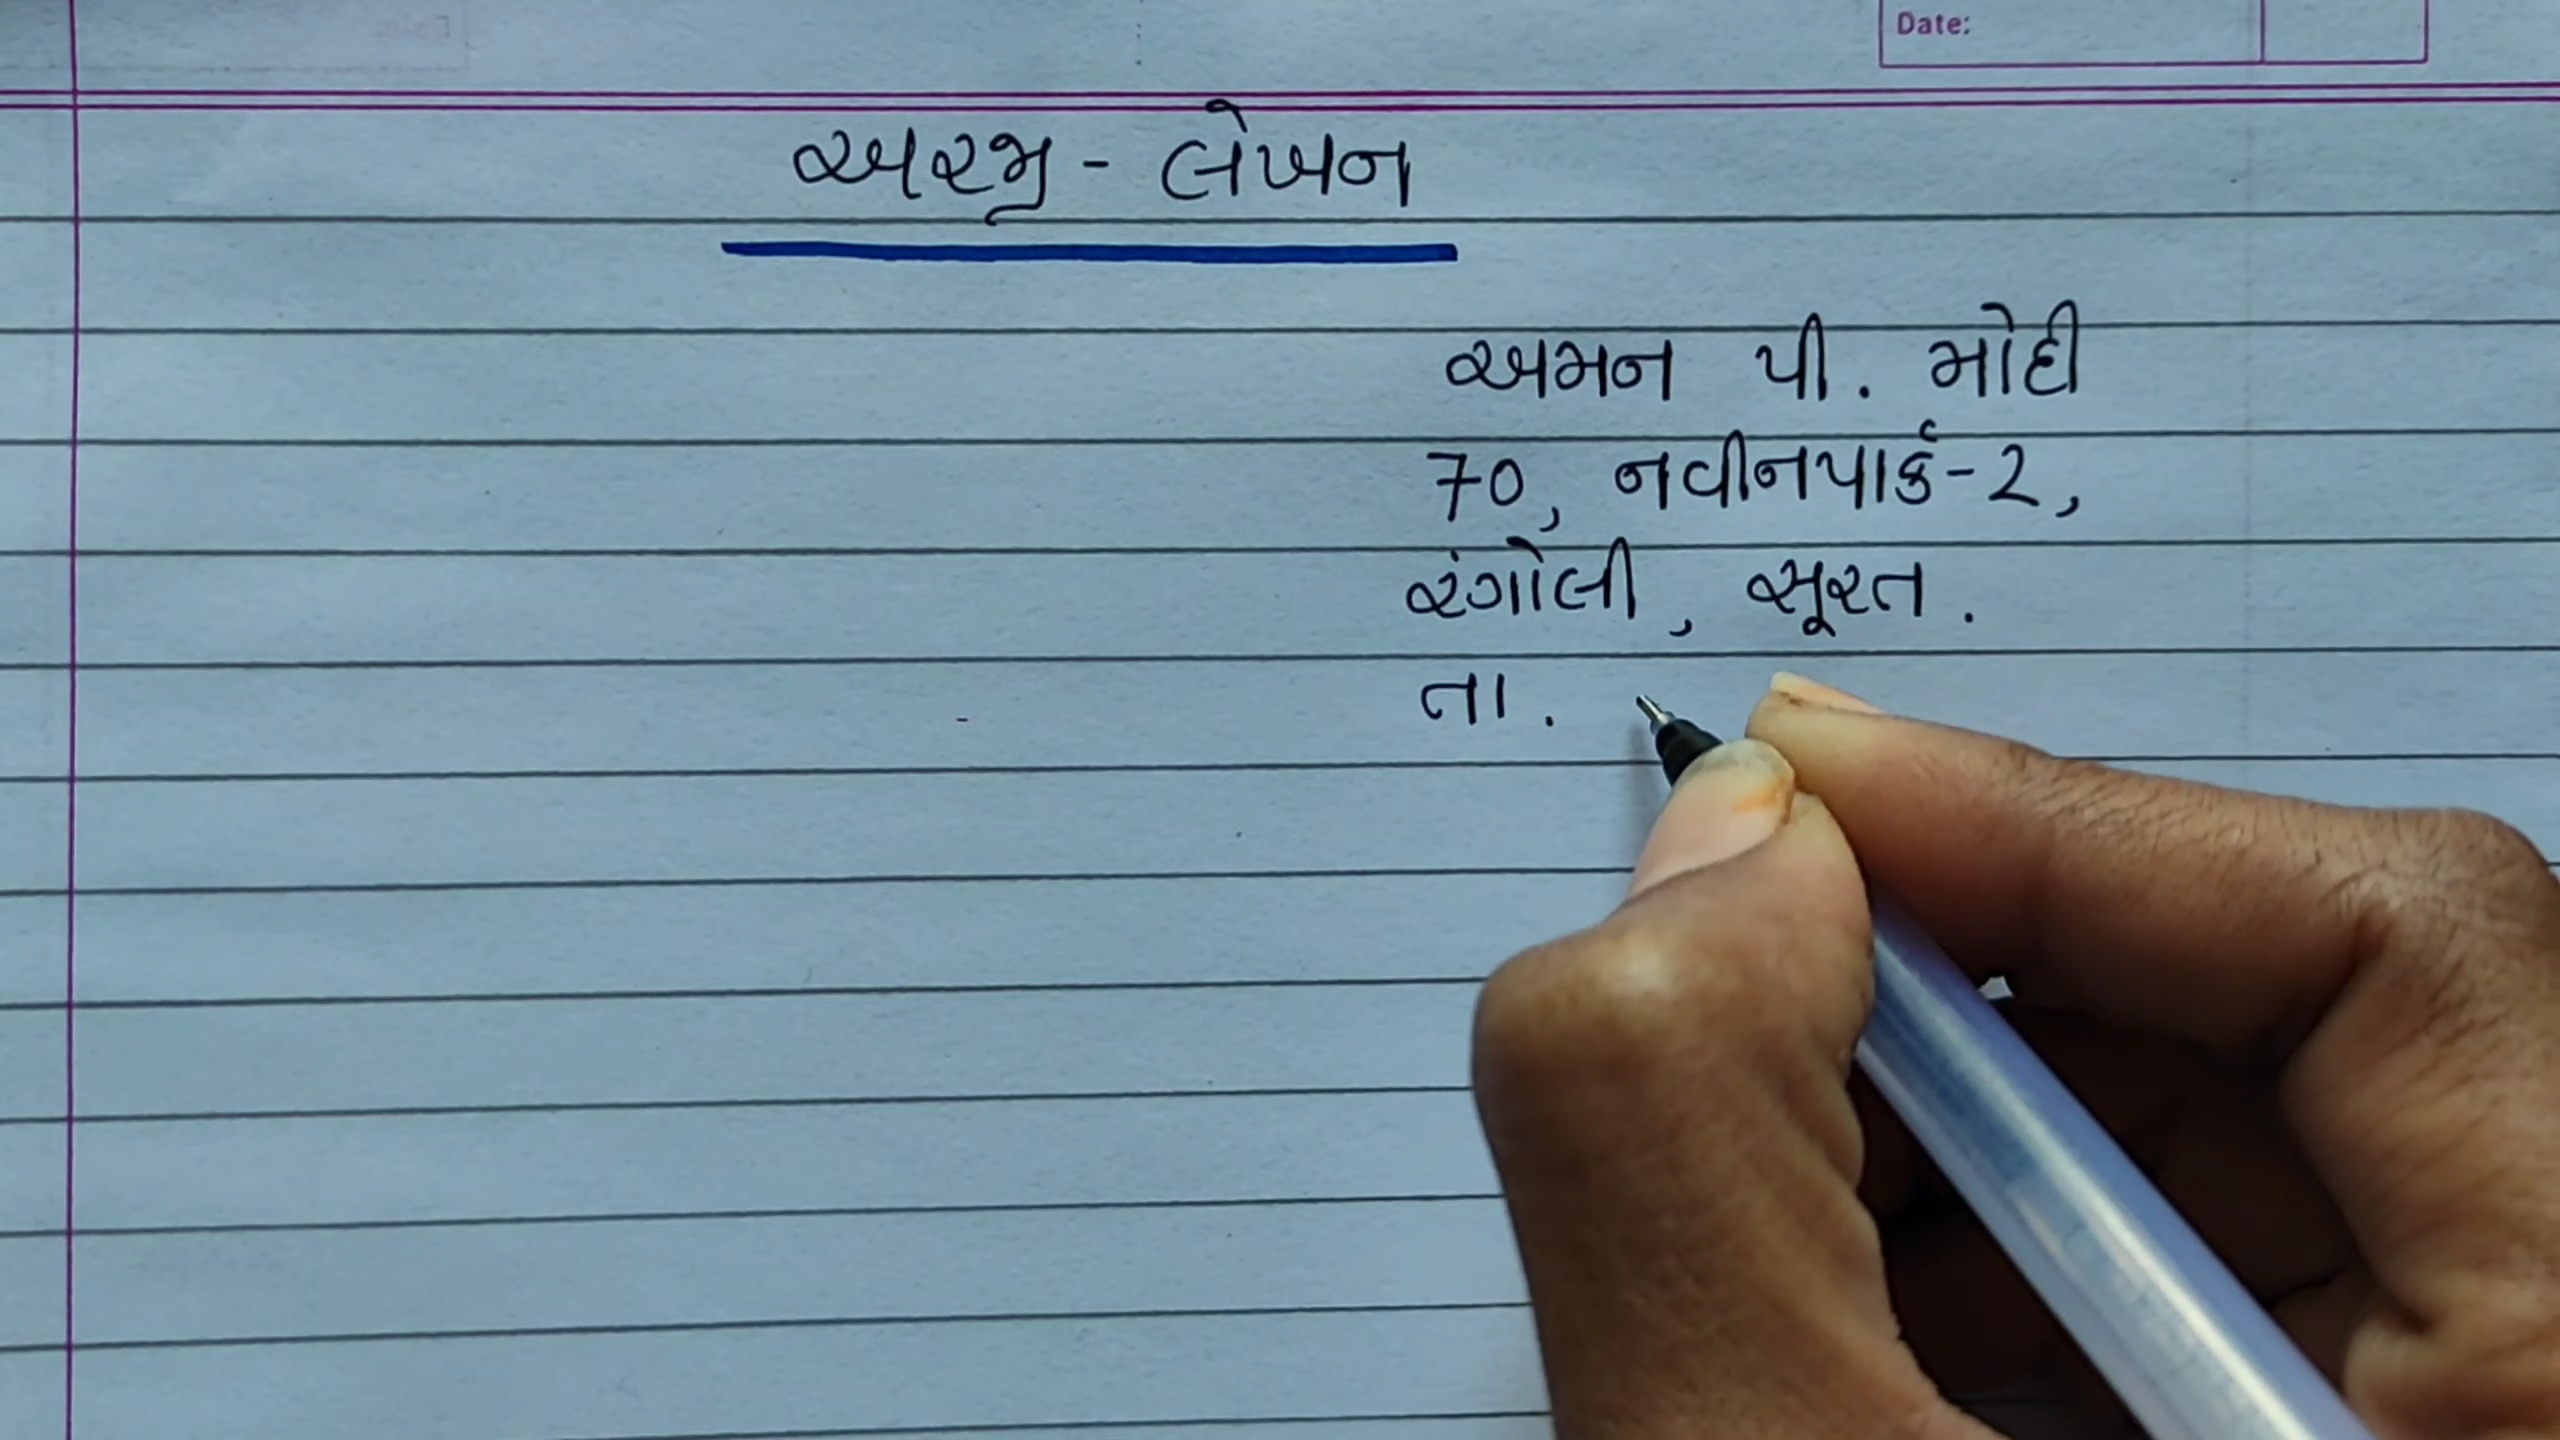 Date:
અરજી - લેખન
અમન પી. મોદી
70, નવીનપાર્ક-2,
રંગોલી, સૂરત.
તા.